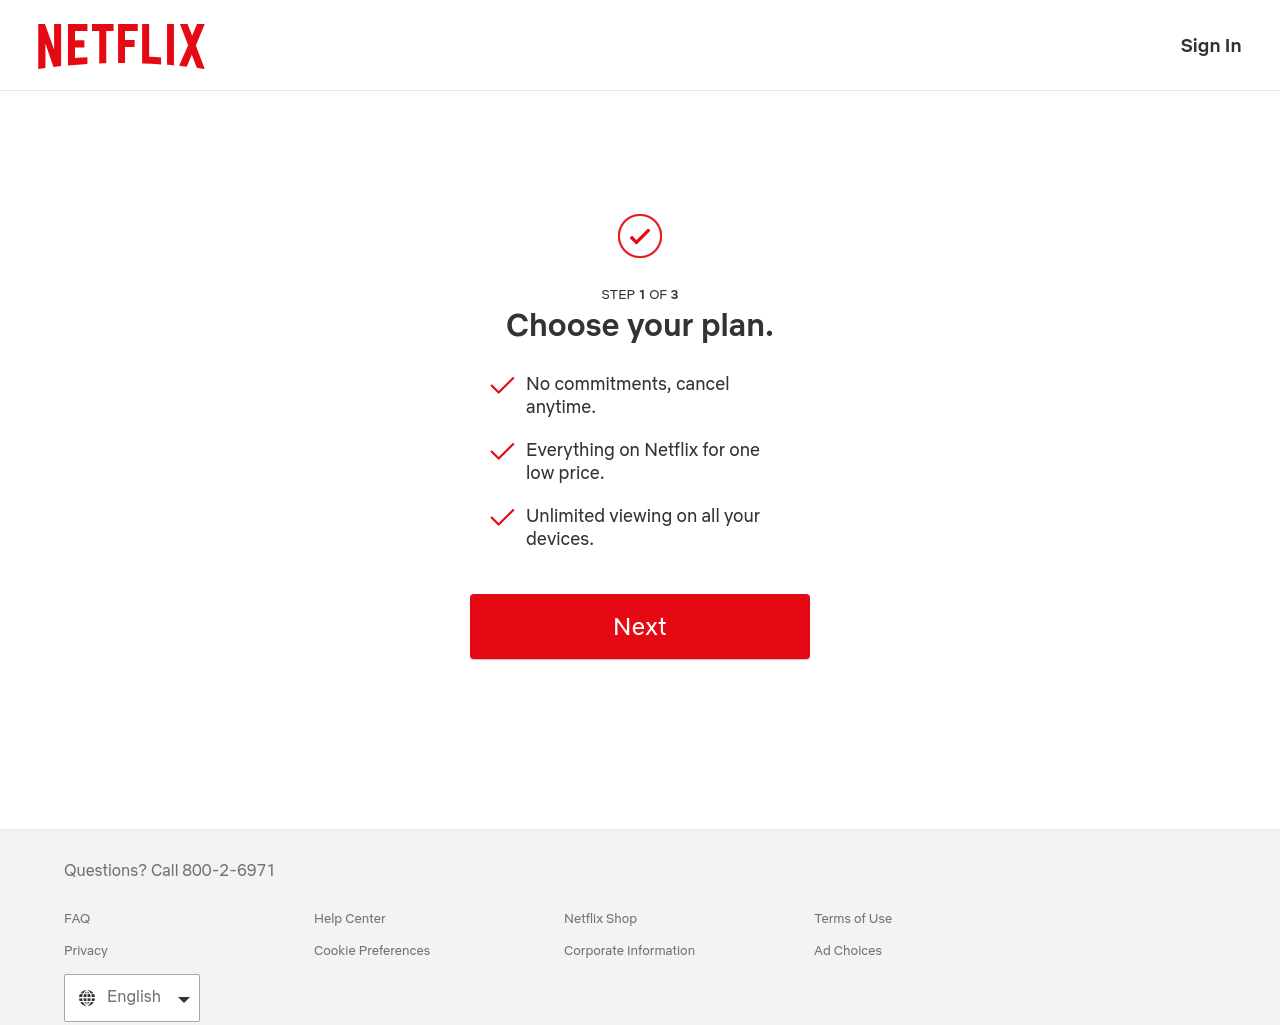 NETFLIX
Sign In
STEP 1 OF 3
Choose your plan.
No commitments, cancel
anytime.
Everything on Netflix for one
low price.
Unlimited viewing on all your
devices.
Next
Questions? Call 800-2-6971
FAQ
Help Center
Netflix Shop
Terms of Use
Privacy
Cookie Preferences
Corporate Information
Ad Choices
English